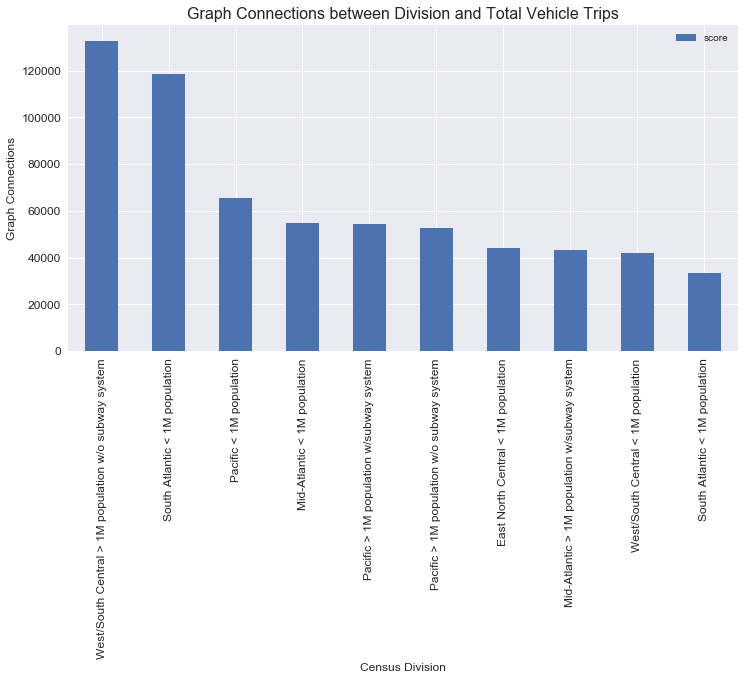 Graph Connections between Division and Total Vehicle Trips
score
Graph Connections
120000
100000
80000
60000
40000
20000
0
West/South Central > 1M population w/o subway system
South Atlantic < 1M population
Pacific < 1M population
Mid-Atlantic < 1M population
Pacific > 1M population w/subway system
Pacific > 1M population w/o subway system
East North Central < 1M population
Mid-Atlantic > 1M population w/subway system
West/South Central < 1M population
South Atlantic < 1M population
Census Division